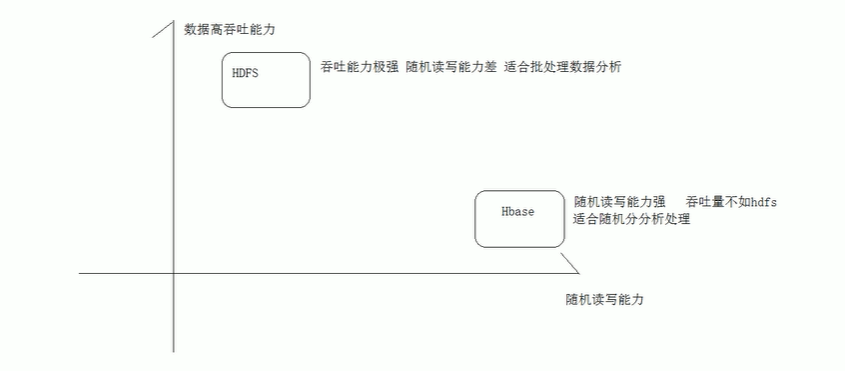 数据高吞吐能力
HDFS
吞吐能力极强 随机读写能力差 适合批处理数据分析
Hbase
随机读写能力强 吞吐量不如hdfs
适合随机分分析处理
随机读写能力